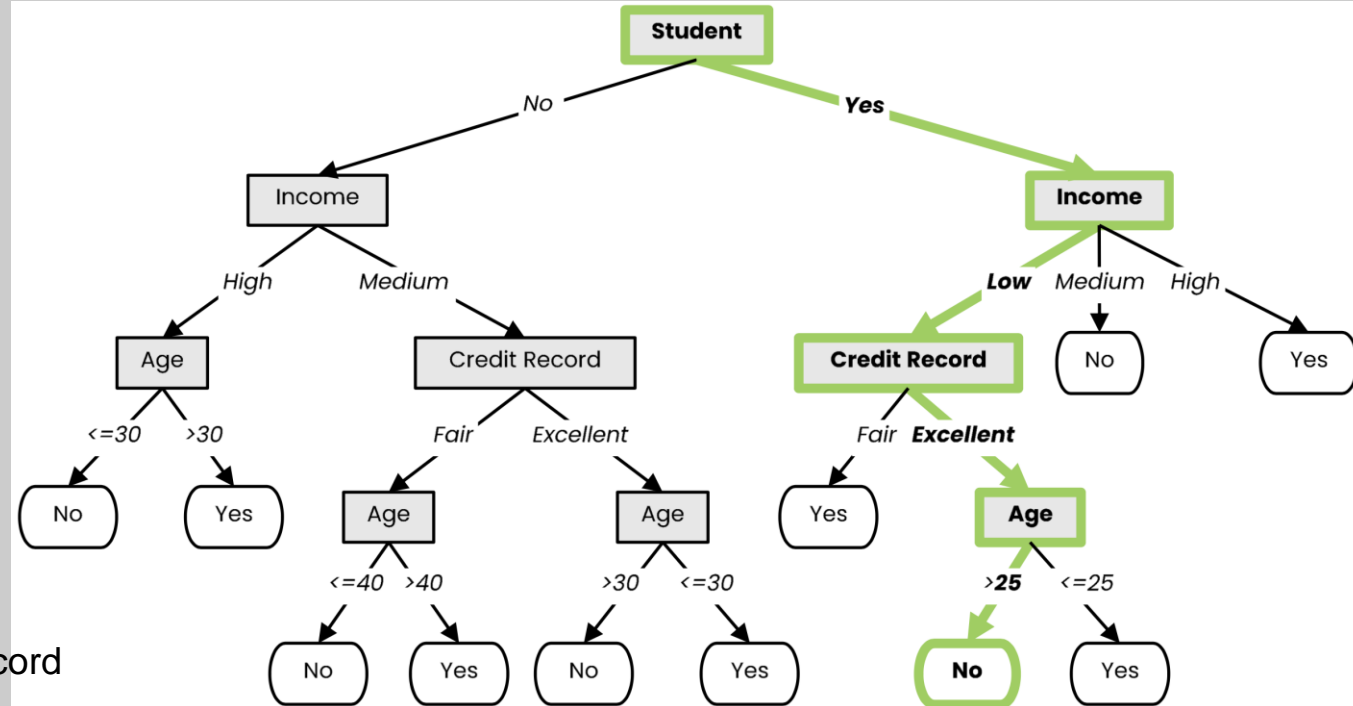 Student
No
Yes
Income
Income
High
Medium
Low
Medium
High
Age
Credit Record
Credit Record
No
Yes
<=30
>30
Fair
Excellent
Fair
Excellent
No
Yes
Age
Age
Yes
Age
<=40
>40
>30
<=30
>25
<=25
No
Yes
No
Yes
No
Yes